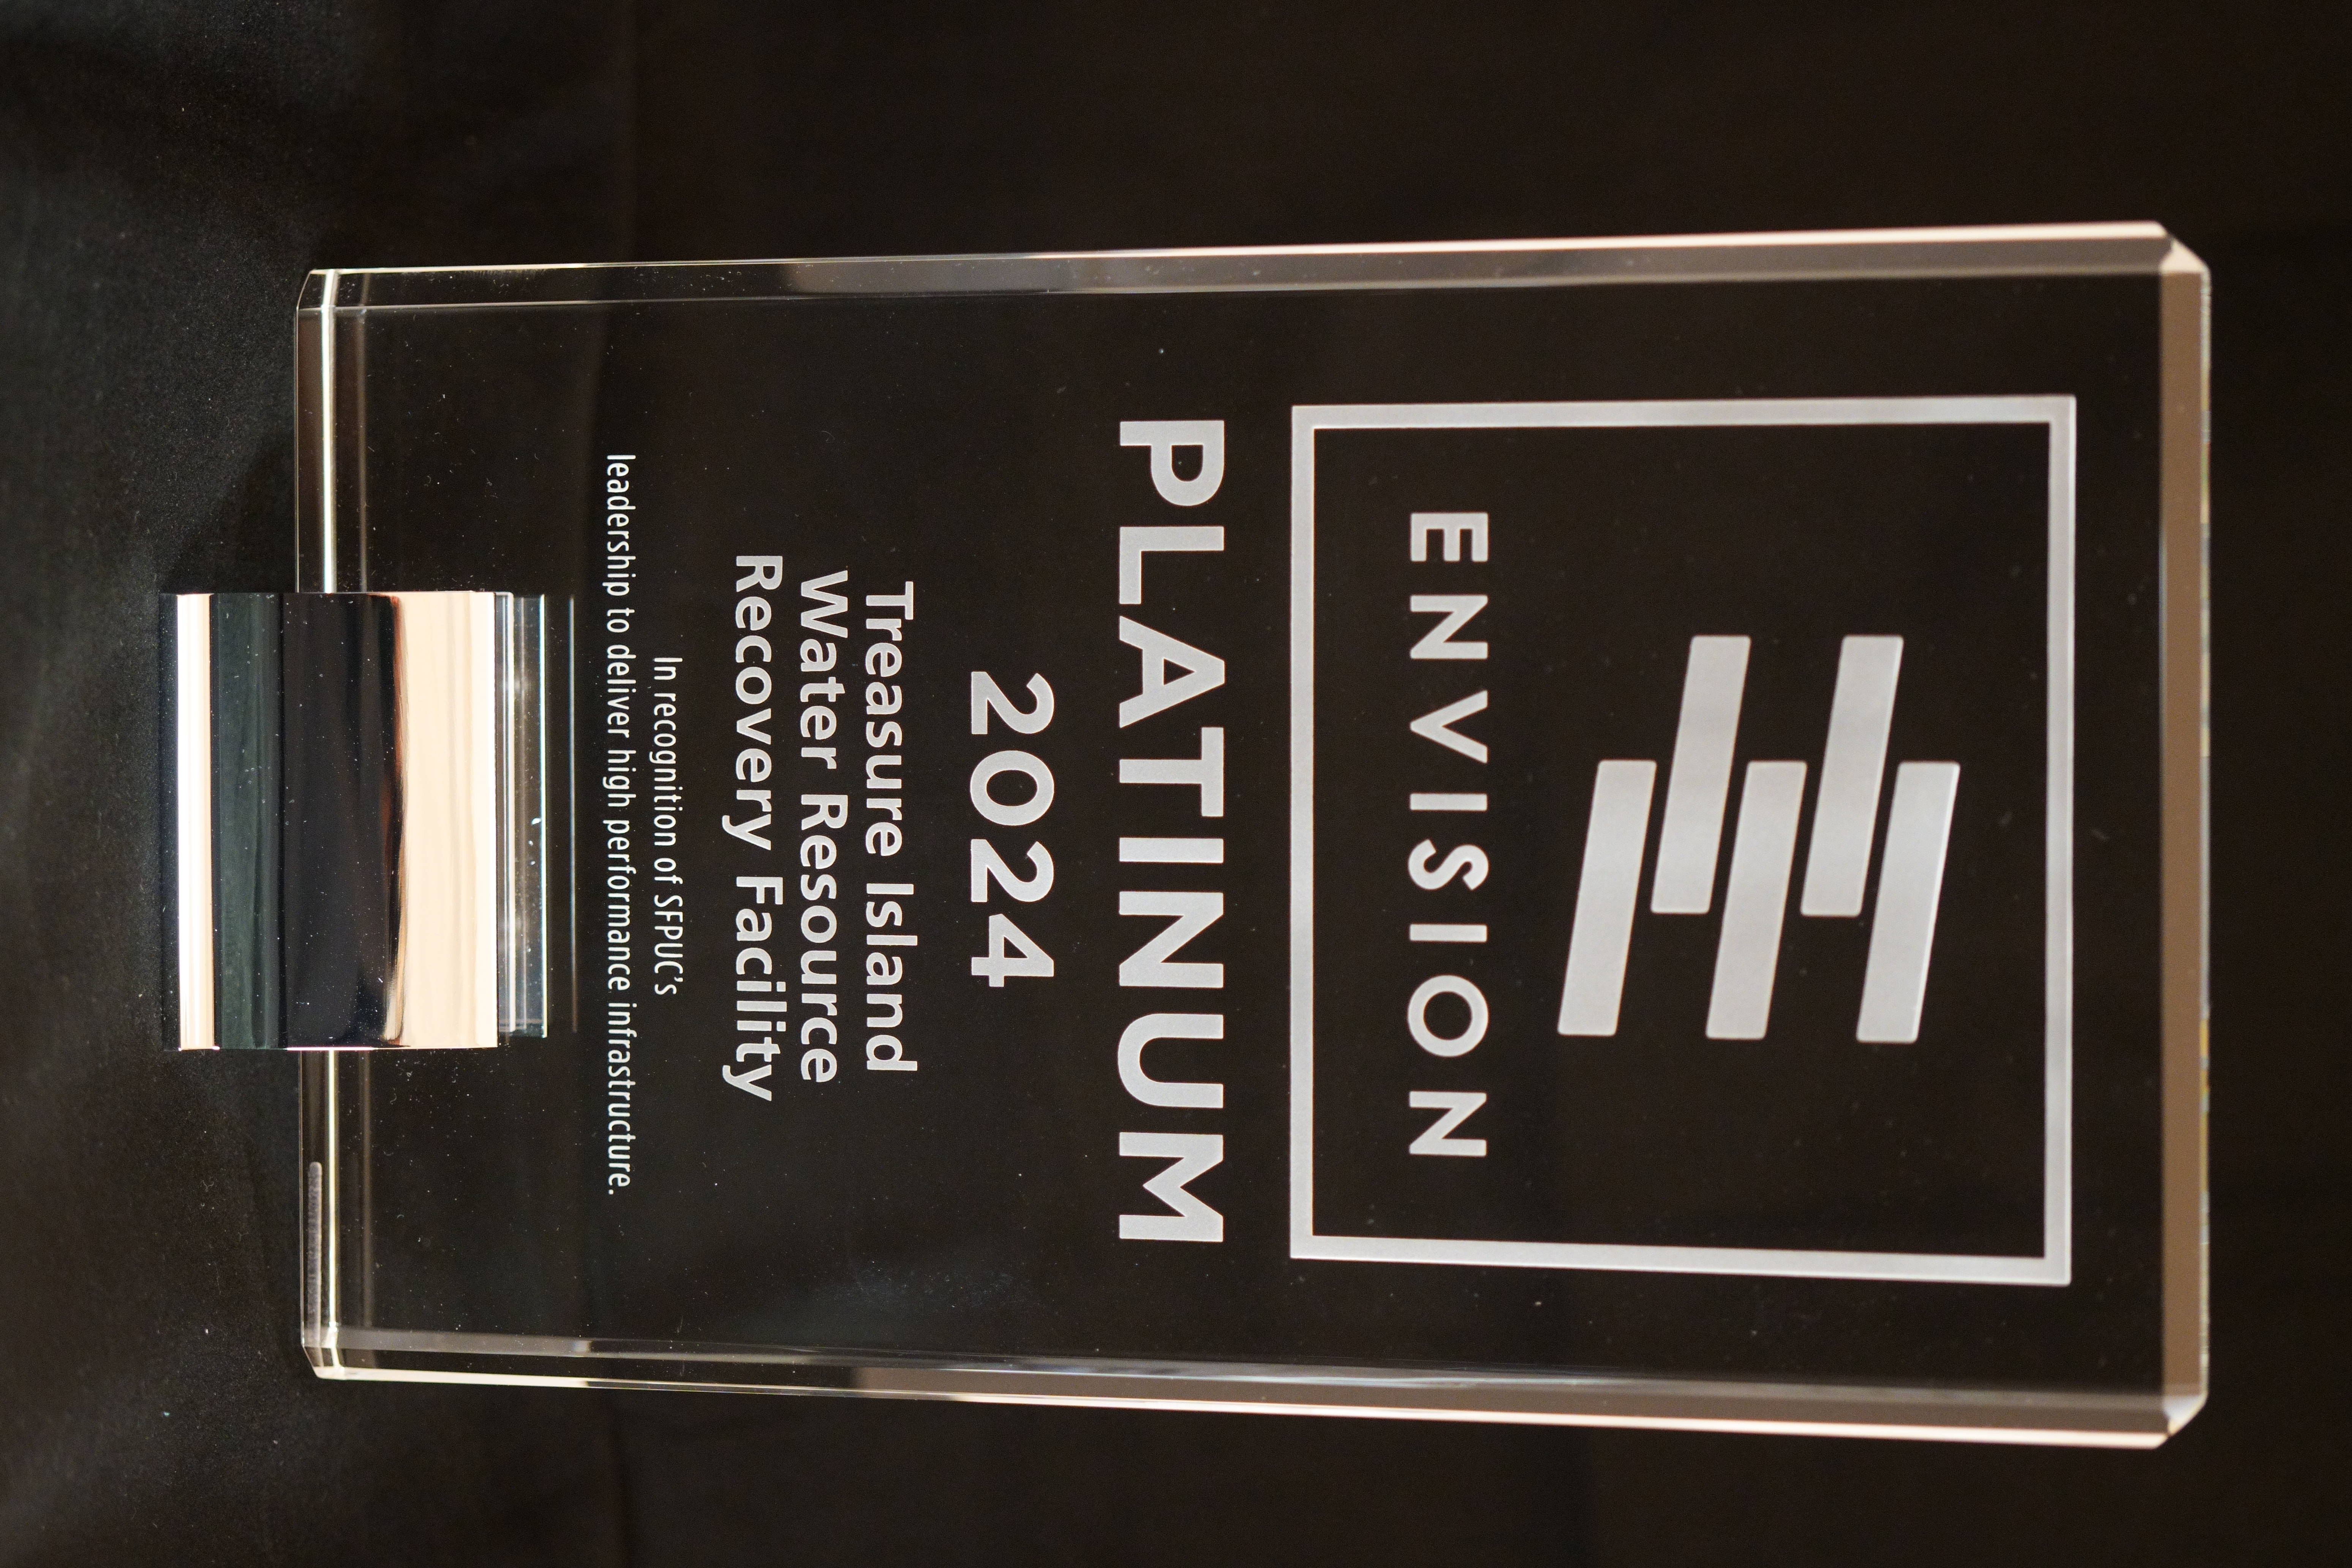 ENVISION
PLATINUM
2024
Treasure Island
Water Resource
Recovery Facility
In recognition of SFPUC's
leadership to deliver high performance infrastructure.